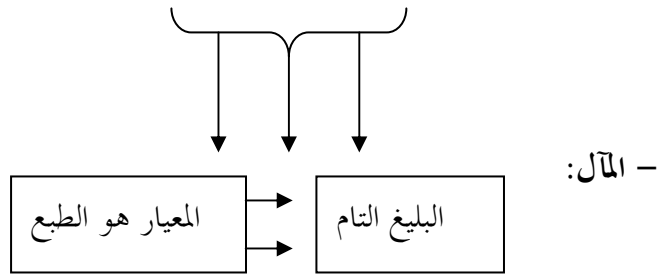 – المآل:
البليغ التام
المعيار هو الطبع